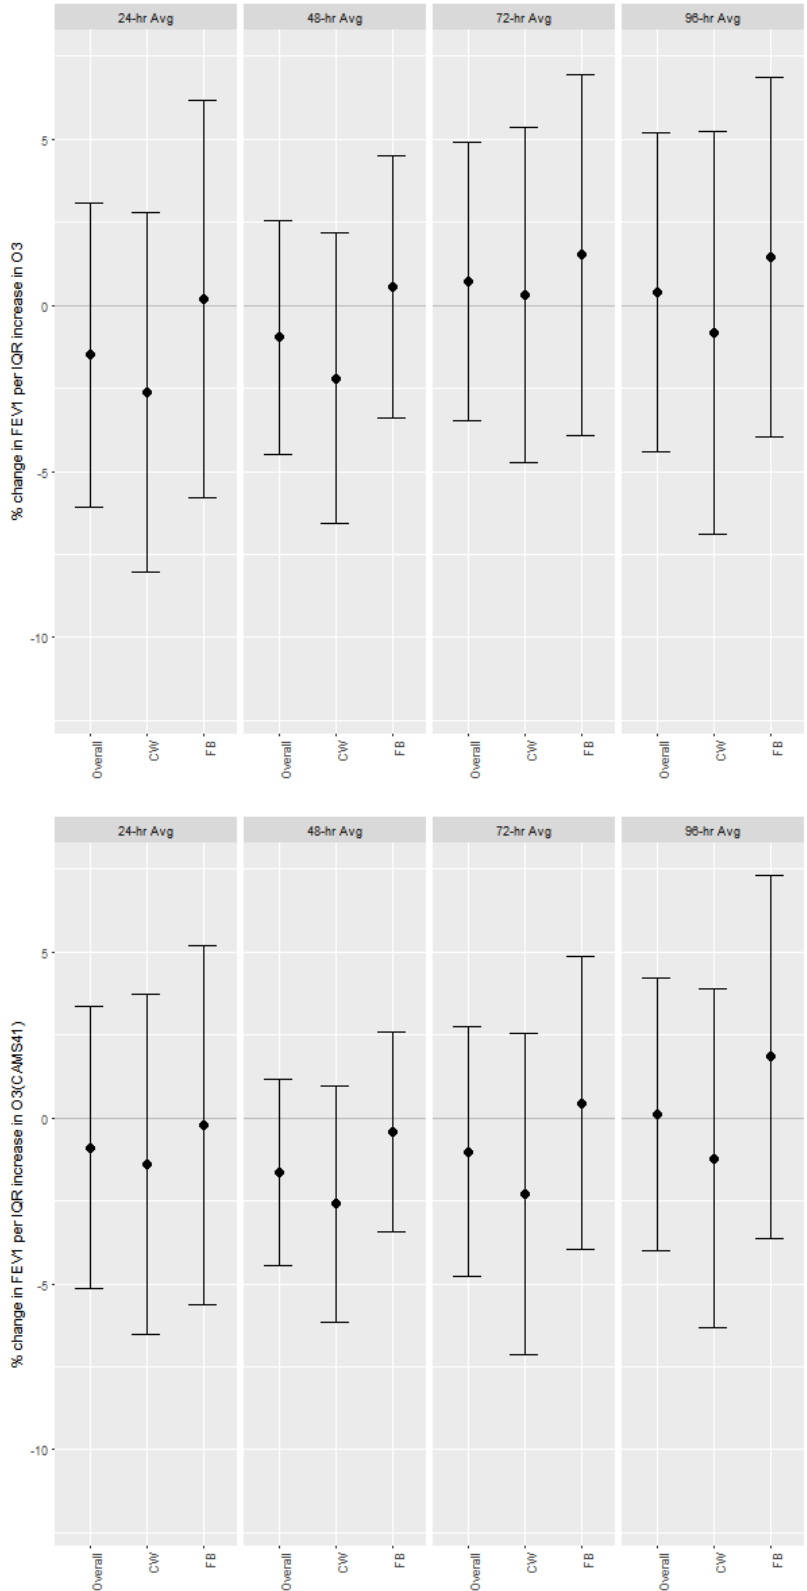 24-hr Avg 48-hr Avg 72-hr Avg 96-hr Avg
% change in FEV1 per IQR increase in O3
5
0
-5
-10
Overall CW FB Overall CW FB Overall CW FB Overall CW FB
24-hr Avg 48-hr Avg 72-hr Avg 96-hr Avg
% change in FEV1 per IQR increase in O3(CAMS41)
5
0
-5
-10
Overall CW FB Overall CW FB Overall CW FB Overall CW FB